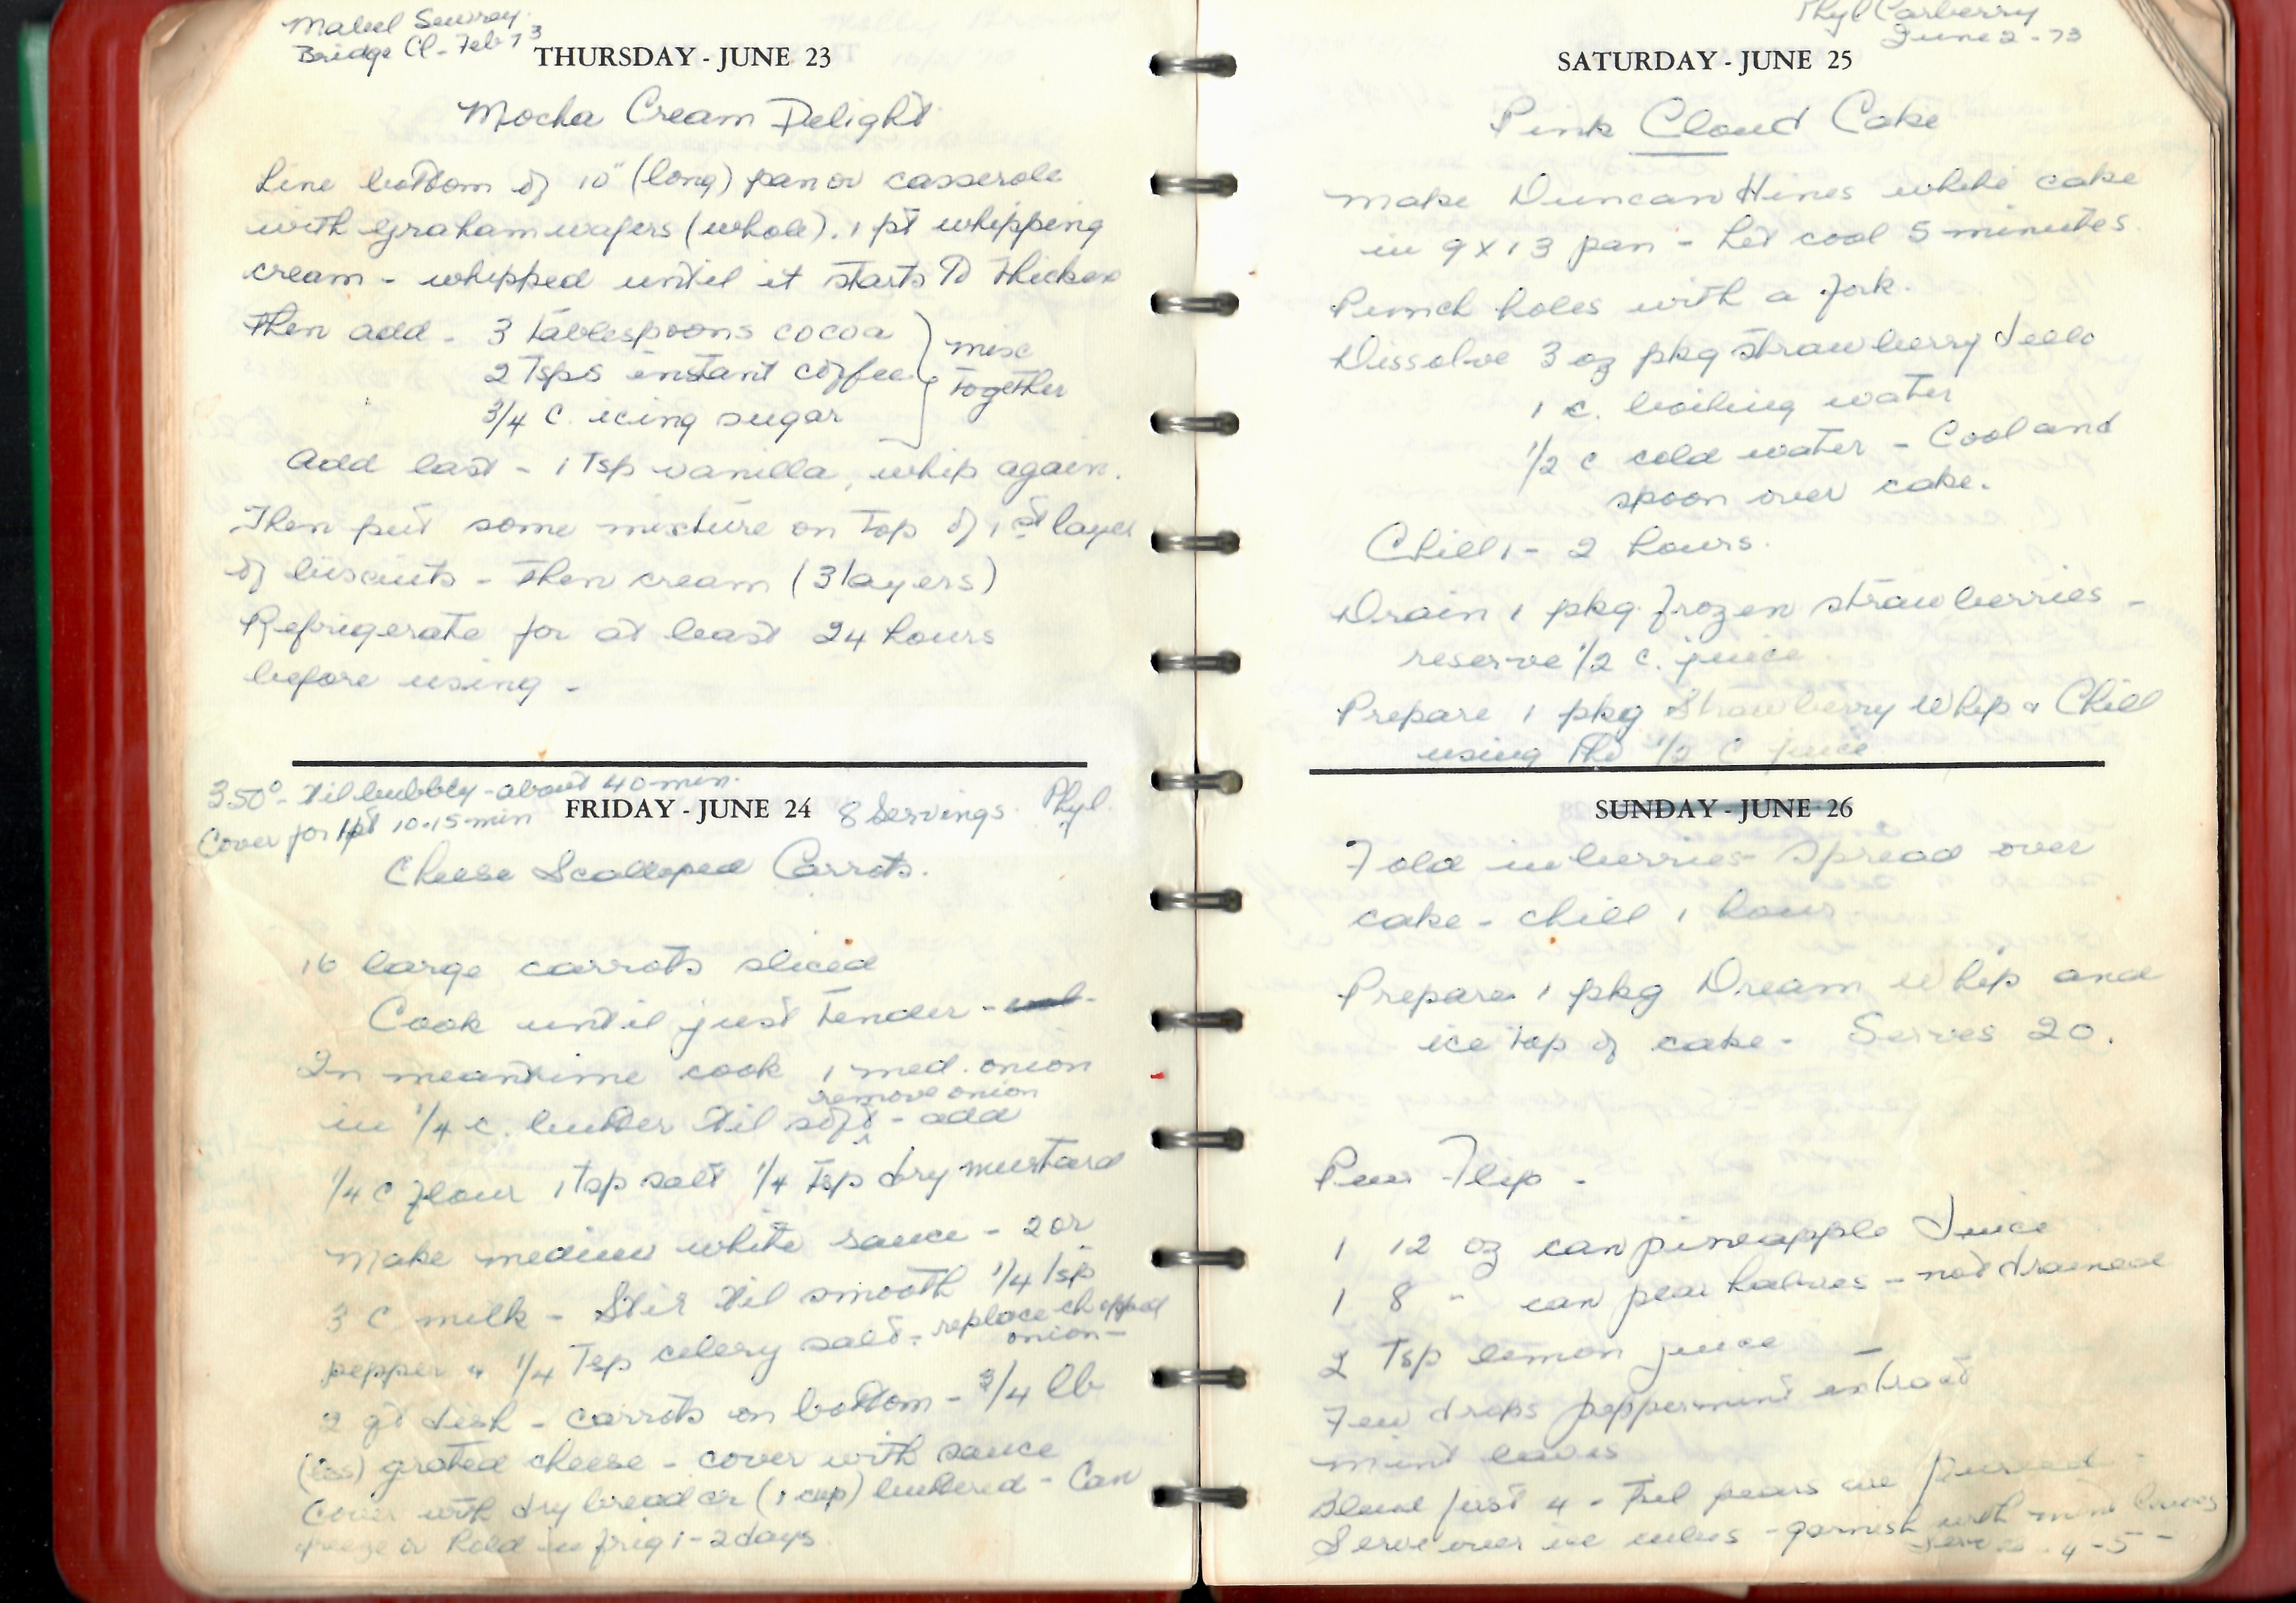 Mabel
Bridge Cl - Feb 73
THURSDAY - JUNE 23
Mocha Cream Delight
Line bottom of 10" (long) pan or casserole
with graham wafers (whole). 1 pt whipping
cream - whipped until it starts to thicken
Then add - 3 tablespoons cocoa
2 Tsps instant coffee
3/4 C. icing sugar
mix
together
Add last - 1 Tsp vanilla, whip again.
Then put some mixture on top of 1st layer
of biscuits - then cream (3 layers)
Refrigerate for at least 24 hours
before using -
350° - til bubbly - about 40 min.
Cover for 1st 10-15 min
FRIDAY - JUNE 24
8 Servings. Phyl.
Cheese Scalloped Carrots.
16 large carrots sliced
Cook until just tender -
In meantime cook 1 med. onion
remove onion
in 1/4 c. butter til soft - add
1/4 C flour 1 tsp salt 1/4 tsp dry mustard
Make medium white sauce - 2 or
3 C milk - Stir til smooth 1/4 tsp
pepper & 1/4 Tsp celery salt - replace chopped
onion -
2 qt dish - carrots on bottom - 3/4 lb
(less) grated cheese - cover with sauce
Cover with dry bread cr (1 cup) buttered - Can
freeze or hold in frig 1-2 days
Phyl Carberry
June 2 - 73
SATURDAY - JUNE 25
Pink Cloud Cake
Make Duncan Hines white cake
in 9 x 13 pan - Let cool 5 minutes.
Punch holes with a fork.
Dissolve 3 oz pkg strawberry Jello
1 c. boiling water
1/2 c cold water - Cool and
spoon over cake.
Chill 1 - 2 hours.
Drain 1 pkg. frozen strawberries -
reserve 1/2 c. juice
Prepare 1 pkg Strawberry Whip & Chill
using the 1/2 C juice
SUNDAY - JUNE 26
Fold in berries - Spread over
cake - chill 1 hour
Prepare 1 pkg Dream Whip and
ice top of cake - Serves 20.
Pear Flip -
1 12 oz can pineapple Juice
1 8 " can pear halves - not drained
2 Tsp lemon juice
Few drops peppermint extract
Mint leaves
Blend first 4 - Til pears are pureed -
Serve over ice cubes - garnish with mint leaves
Serves - 4-5 -